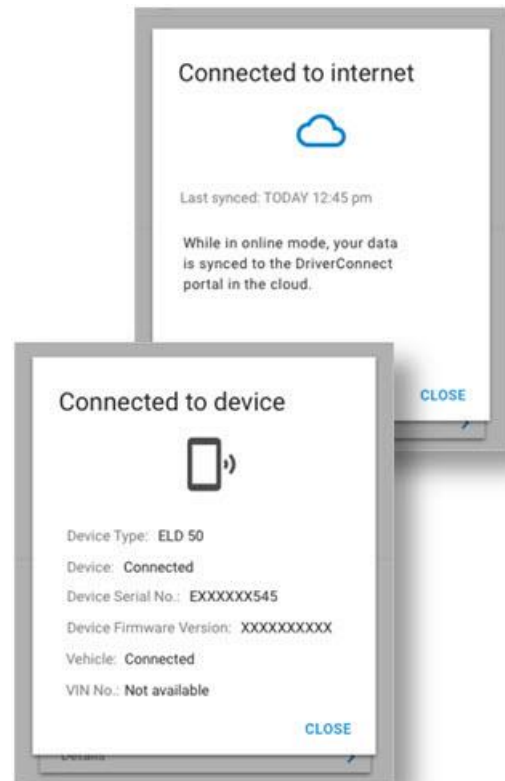 Connected to internet
Last synced: TODAY 12:45 pm
While in online mode, your data
is synced to the DriverConnect
portal in the cloud.
CLOSE
Connected to device
Device Type: ELD 50
Device: Connected
Device Serial No.: EXXXXXX545
Device Firmware Version: XXXXXXXXXX
Vehicle: Connected
VIN No.: Not available
CLOSE
Details